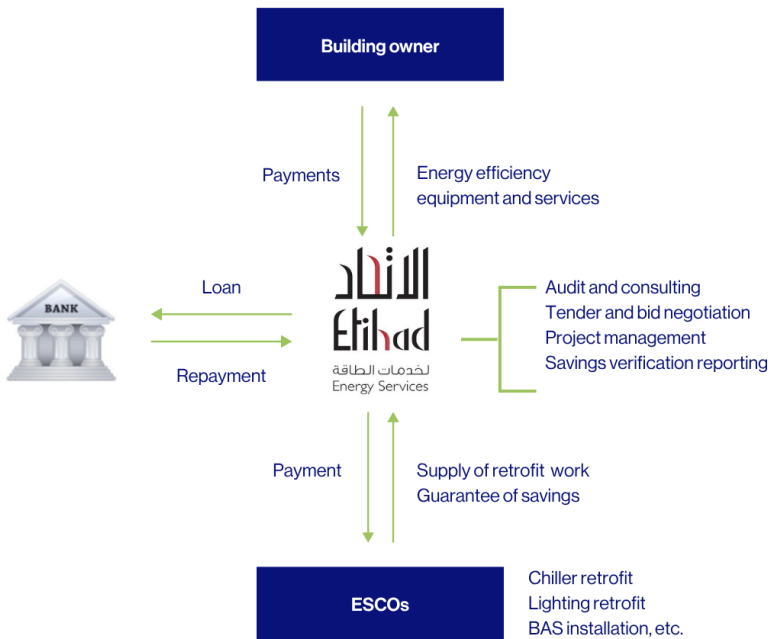 Building owner
Payments
Energy efficiency
equipment and services
الاتحاد
Etihad
لخدمات الطاقة
Energy Services
BANK
Loan
Repayment
Audit and consulting
Tender and bid negotiation
Project management
Savings verification reporting
Payment
Supply of retrofit work
Guarantee of savings
ESCOs
Chiller retrofit
Lighting retrofit
BAS installation, etc.